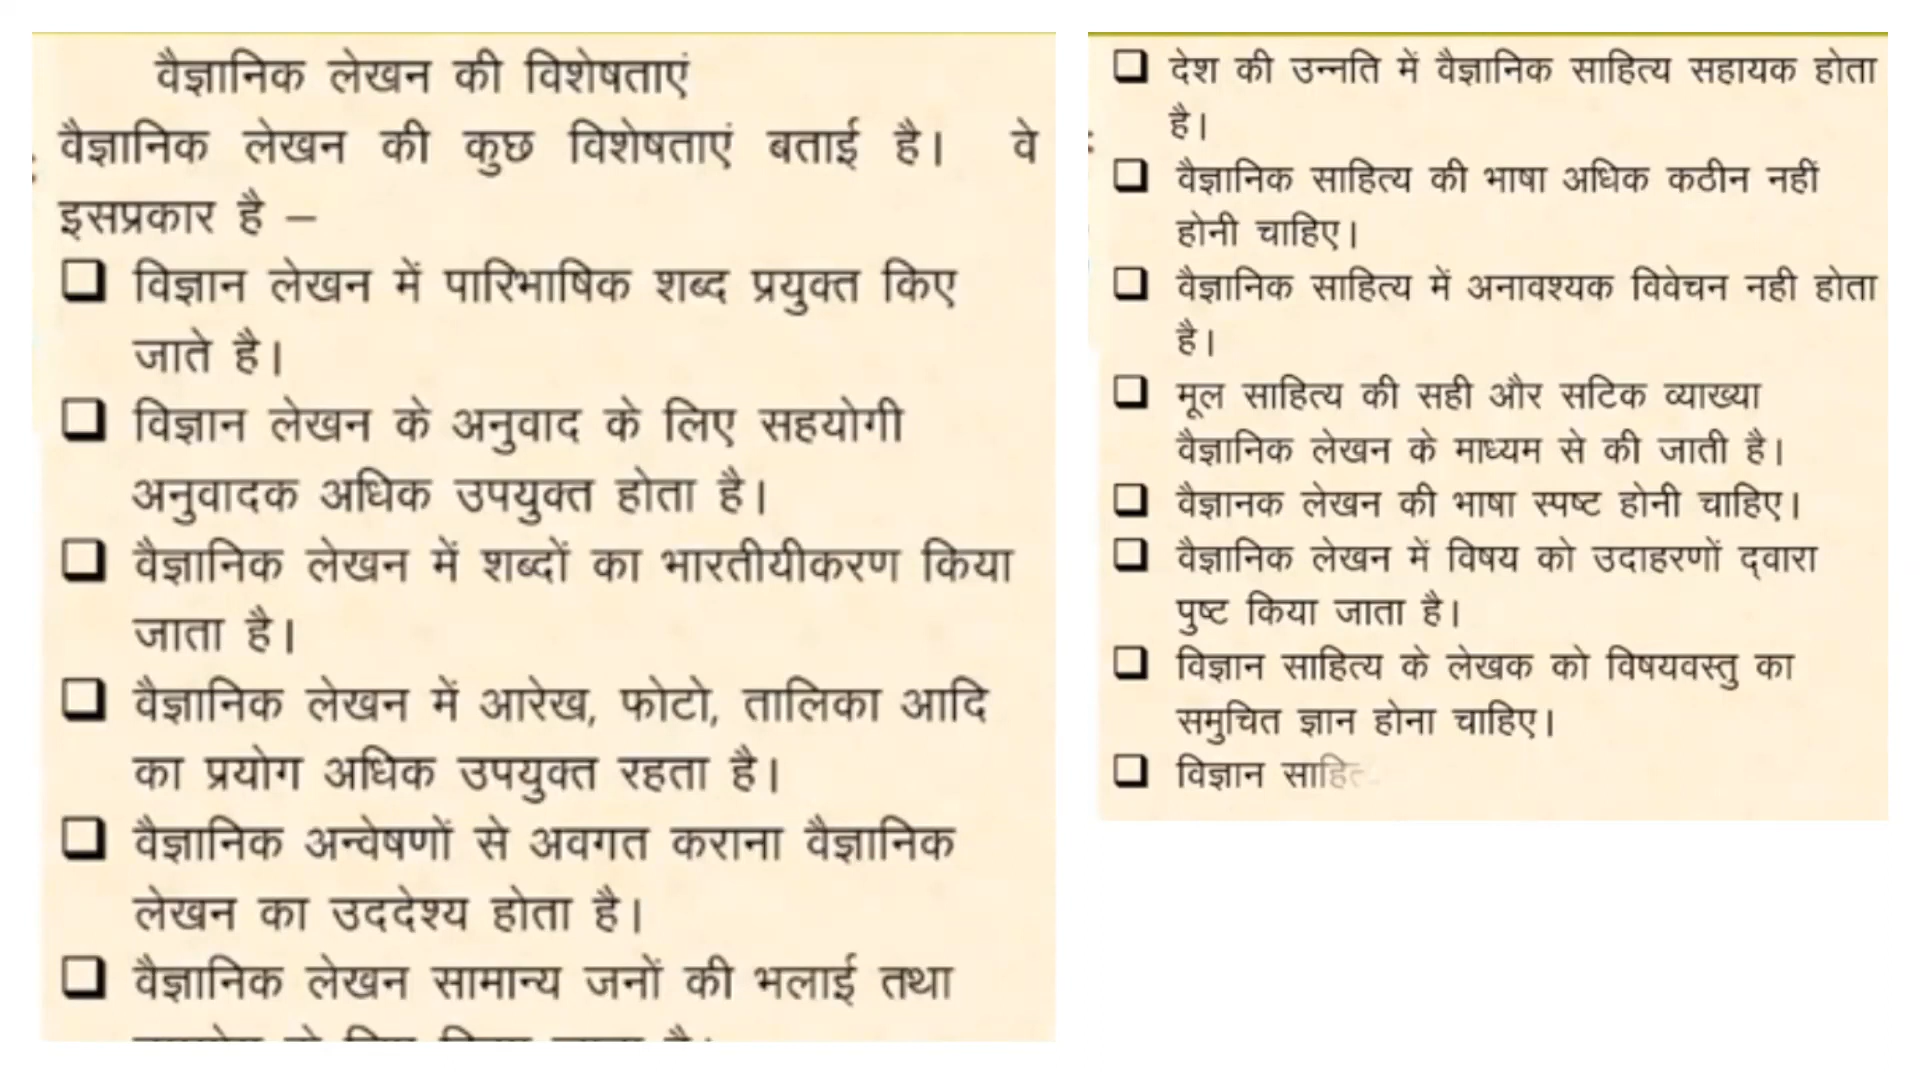 वैज्ञानिक लेखन की विशेषताएं
वैज्ञानिक लेखन की कुछ विशेषताएं बताई है। वे
इसप्रकार है –
विज्ञान लेखन में पारिभाषिक शब्द प्रयुक्त किए
जाते है।
विज्ञान लेखन के अनुवाद के लिए सहयोगी
अनुवादक अधिक उपयुक्त होता है।
वैज्ञानिक लेखन में शब्दों का भारतीयीकरण किया
जाता है।
वैज्ञानिक लेखन में आरेख, फोटो, तालिका आदि
का प्रयोग अधिक उपयुक्त रहता है।
वैज्ञानिक अन्वेषणों से अवगत कराना वैज्ञानिक
लेखन का उददेश्य होता है।
वैज्ञानिक लेखन सामान्य जनों की भलाई तथा
देश की उन्नति में वैज्ञानिक साहित्य सहायक होता
है।
वैज्ञानिक साहित्य की भाषा अधिक कठीन नहीं
होनी चाहिए।
वैज्ञानिक साहित्य में अनावश्यक विवेचन नही होता
है।
मूल साहित्य की सही और सटिक व्याख्या
वैज्ञानिक लेखन के माध्यम से की जाती है।
वैज्ञानक लेखन की भाषा स्पष्ट होनी चाहिए।
वैज्ञानिक लेखन में विषय को उदाहरणों द्वारा
पुष्ट किया जाता है।
विज्ञान साहित्य के लेखक को विषयवस्तु का
समुचित ज्ञान होना चाहिए।
विज्ञान